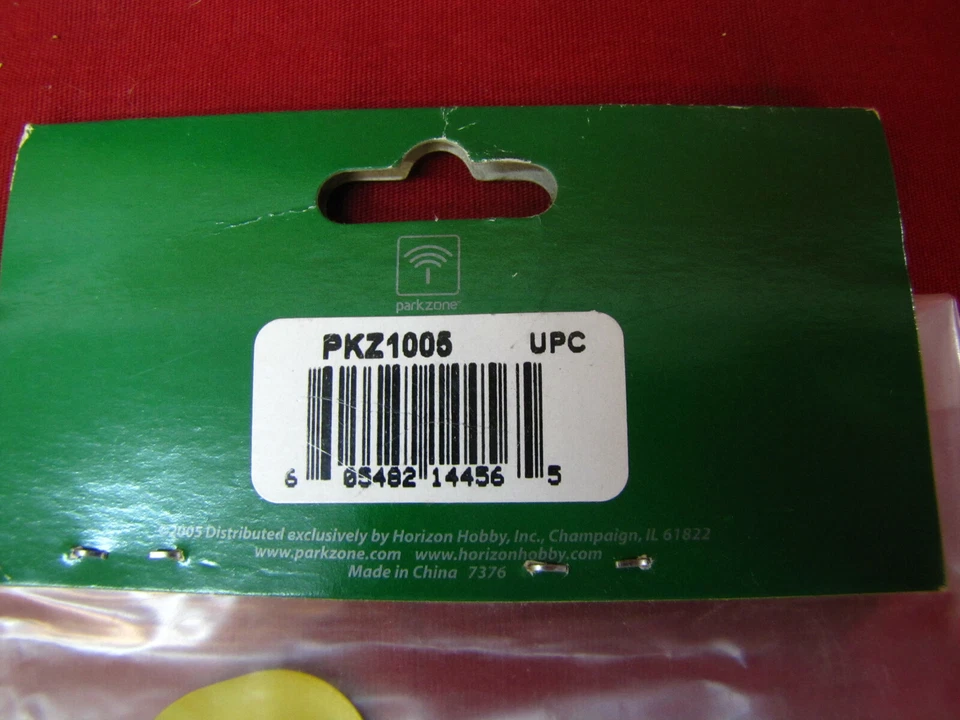 parkzone
PKZ1005 UPC
6 05482 14456 5
©2005 Distributed exclusively by Horizon Hobby, Inc., Champaign, IL 61822
www.parkzone.com www.horizonhobby.com
Made in China 7376